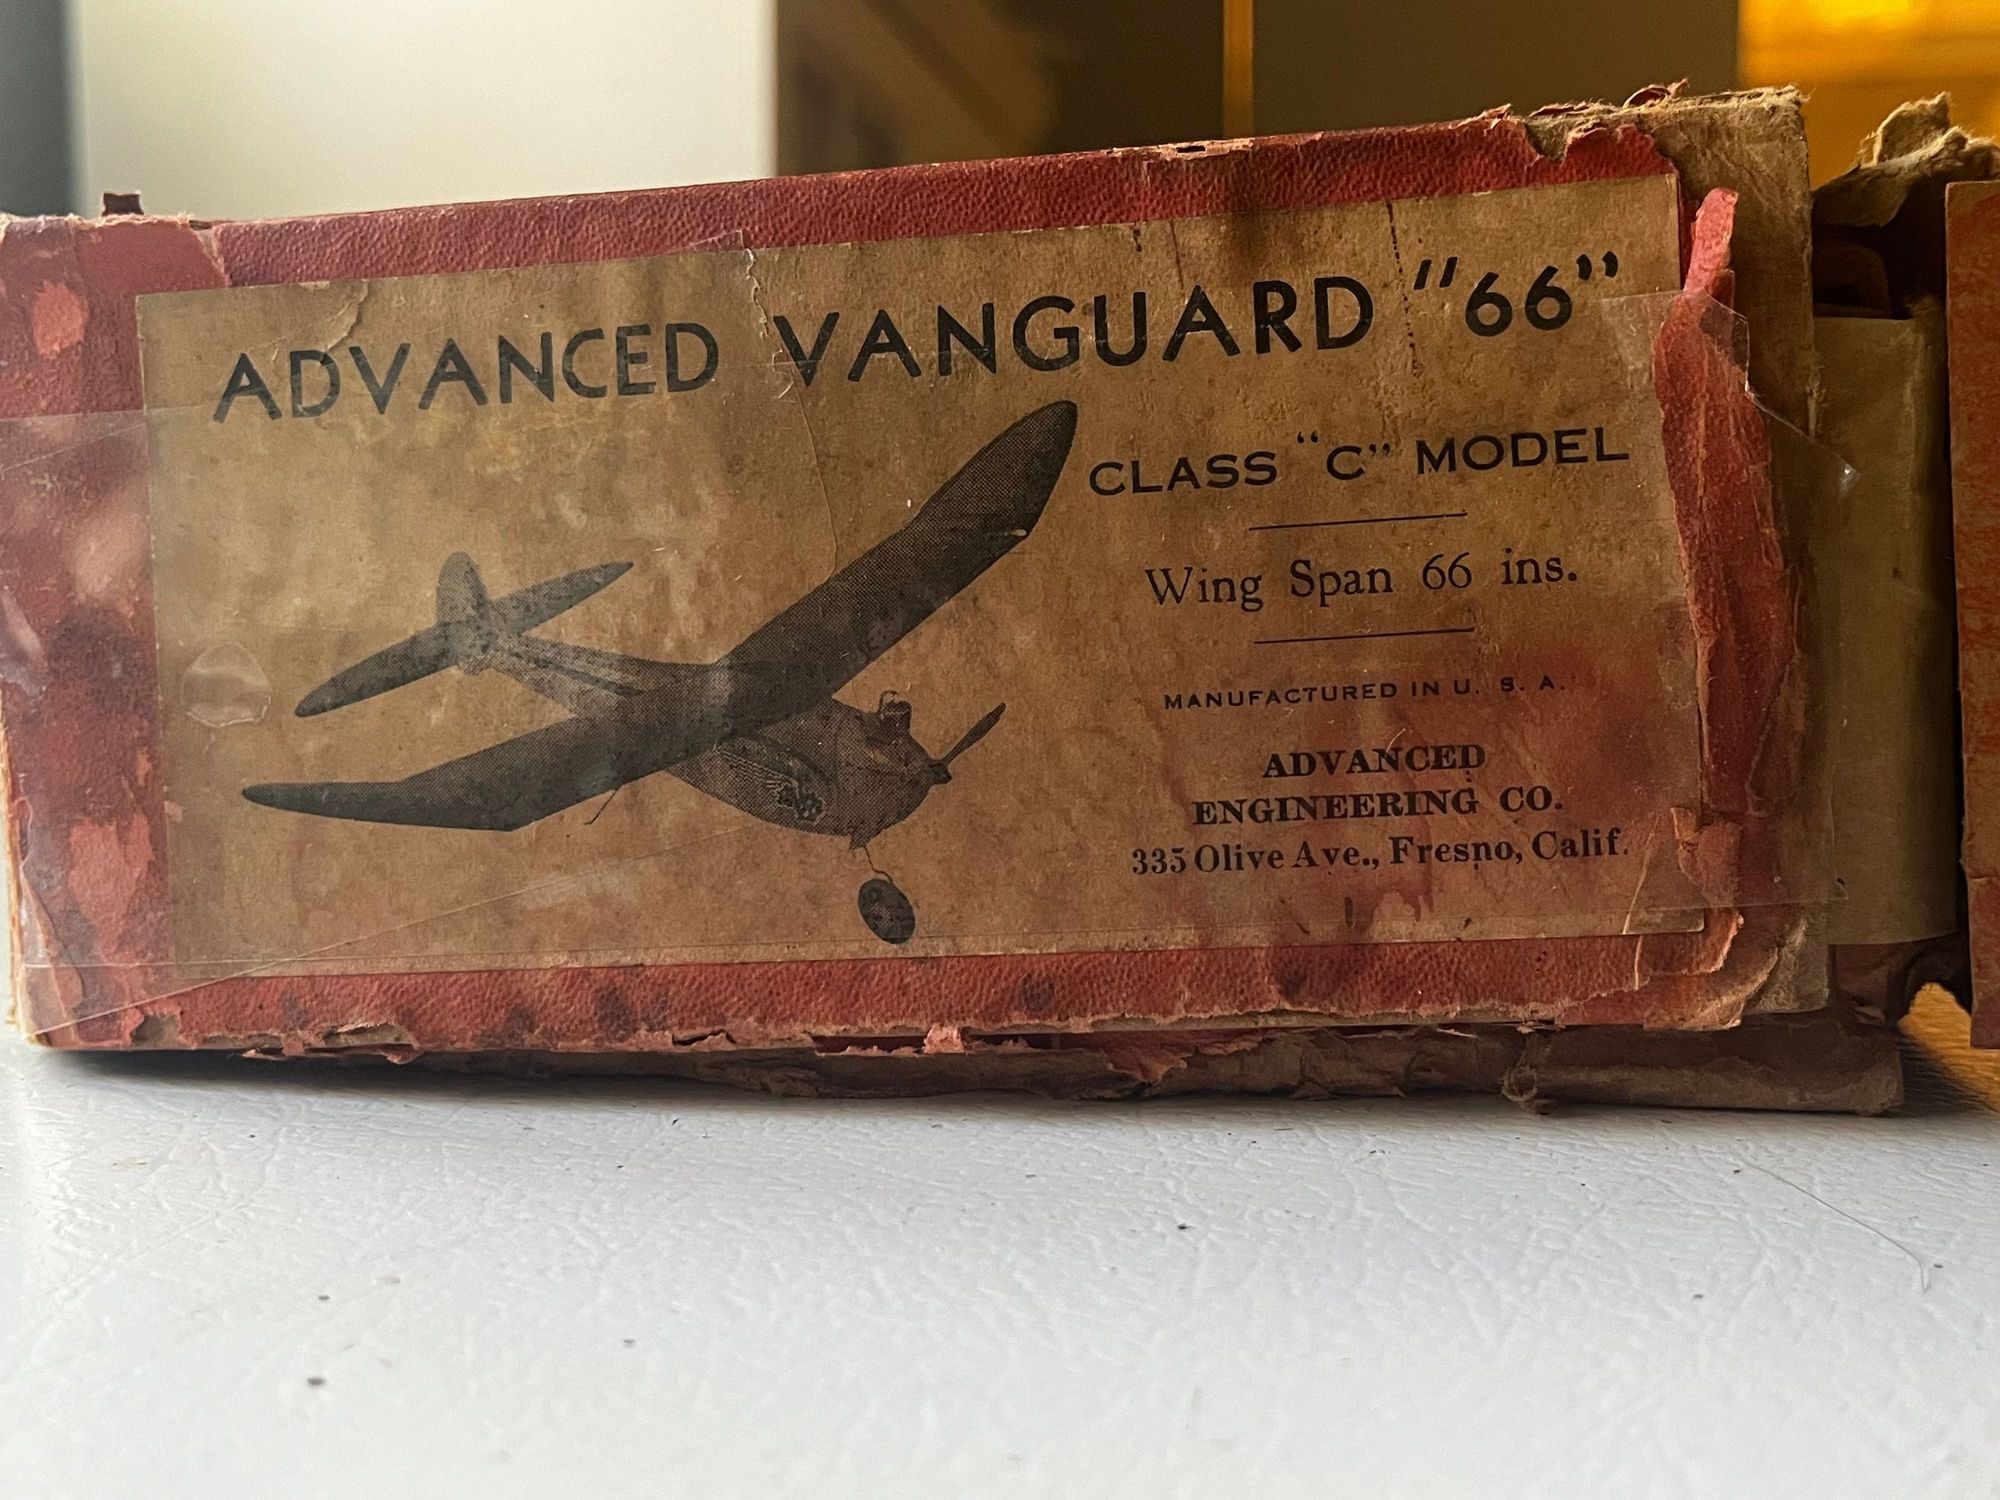 ADVANCED VANGUARD "66"
CLASS "C" MODEL
Wing Span 66 ins.
MANUFACTURED IN U. S. A.
ADVANCED
ENGINEERING CO.
335 Olive Ave., Fresno, Calif.